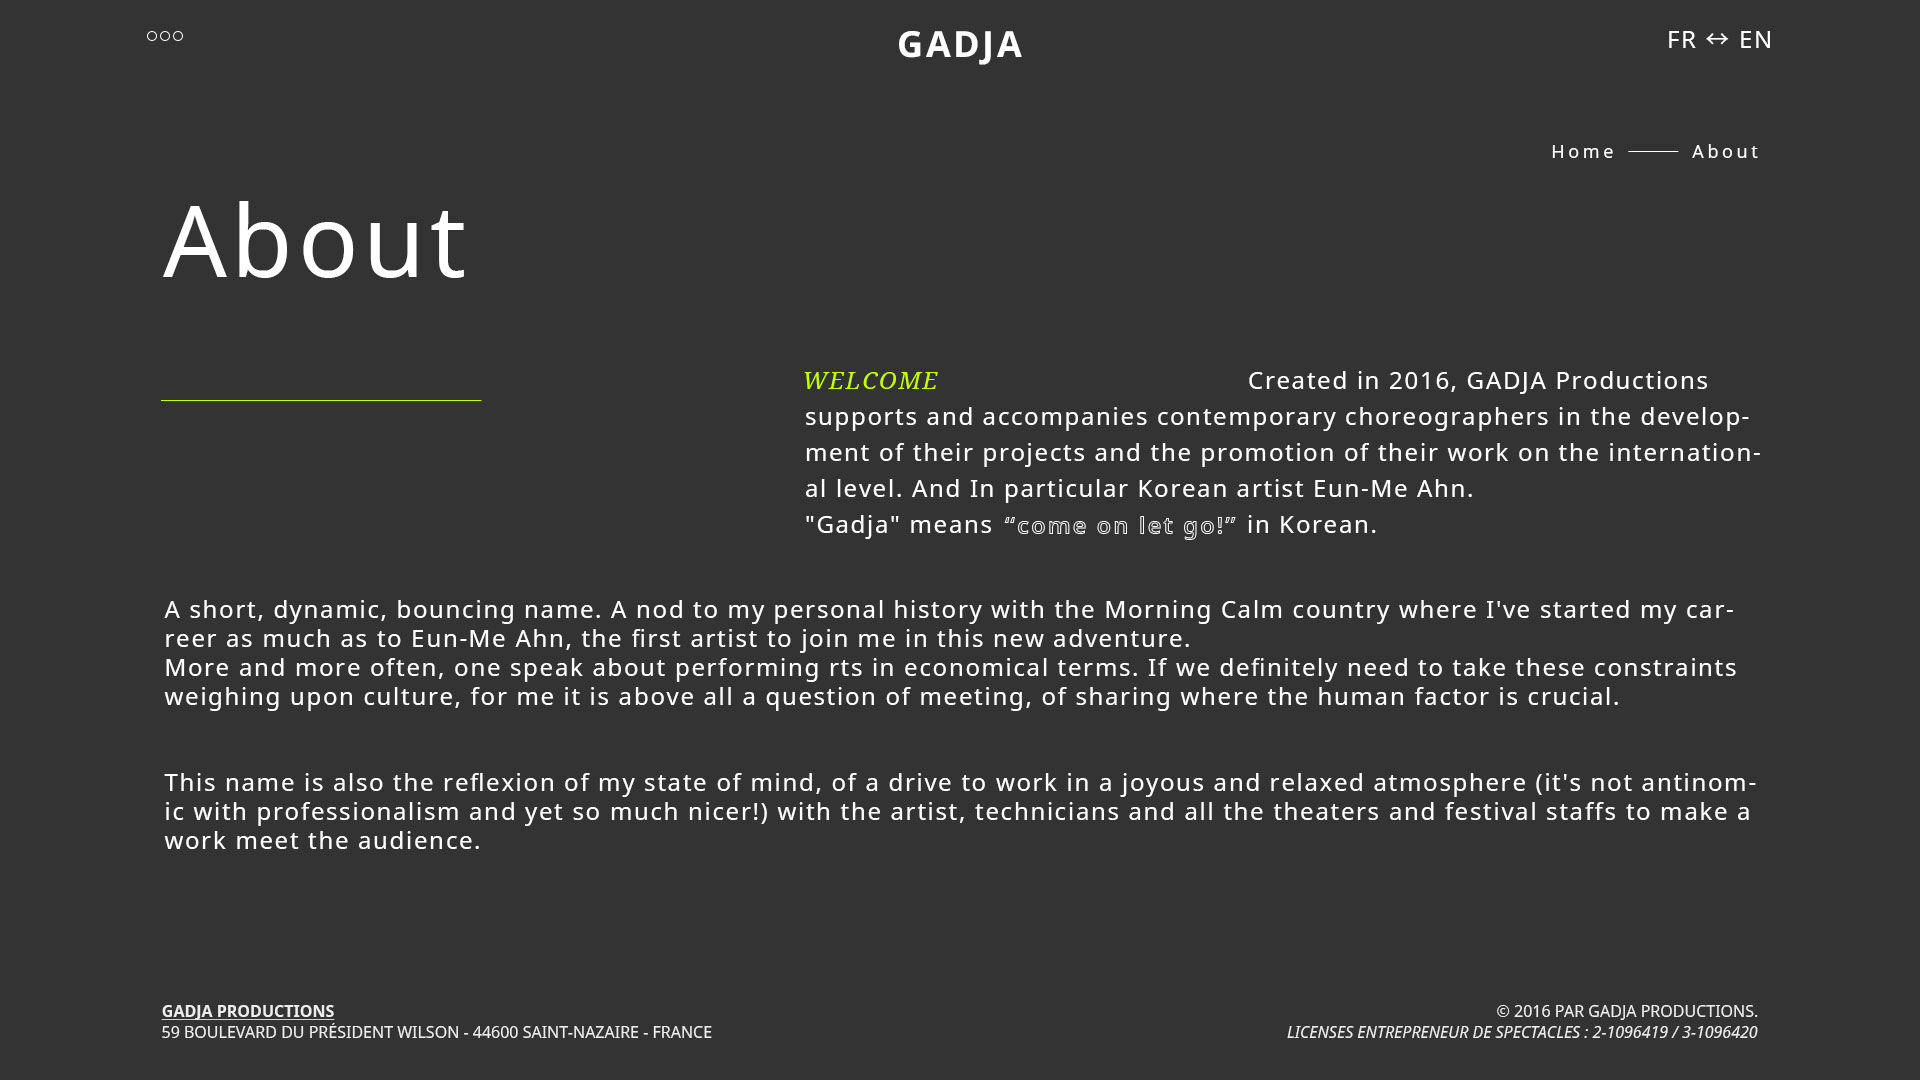 GADJA
FR ↔ EN
Home About
About
WELCOME Created in 2016, GADJA Productions
supports and accompanies contemporary choreographers in the develop-
ment of their projects and the promotion of their work on the internation-
al level. And In particular Korean artist Eun-Me Ahn.
"Gadja" means “come on let go!” in Korean.
A short, dynamic, bouncing name. A nod to my personal history with the Morning Calm country where I've started my car-
reer as much as to Eun-Me Ahn, the first artist to join me in this new adventure.
More and more often, one speak about performing rts in economical terms. If we definitely need to take these constraints
weighing upon culture, for me it is above all a question of meeting, of sharing where the human factor is crucial.
This name is also the reflexion of my state of mind, of a drive to work in a joyous and relaxed atmosphere (it's not antinom-
ic with professionalism and yet so much nicer!) with the artist, technicians and all the theaters and festival staffs to make a
work meet the audience.
GADJA PRODUCTIONS
59 BOULEVARD DU PRÉSIDENT WILSON - 44600 SAINT-NAZAIRE - FRANCE
© 2016 PAR GADJA PRODUCTIONS.
LICENSES ENTREPRENEUR DE SPECTACLES : 2-1096419 / 3-1096420